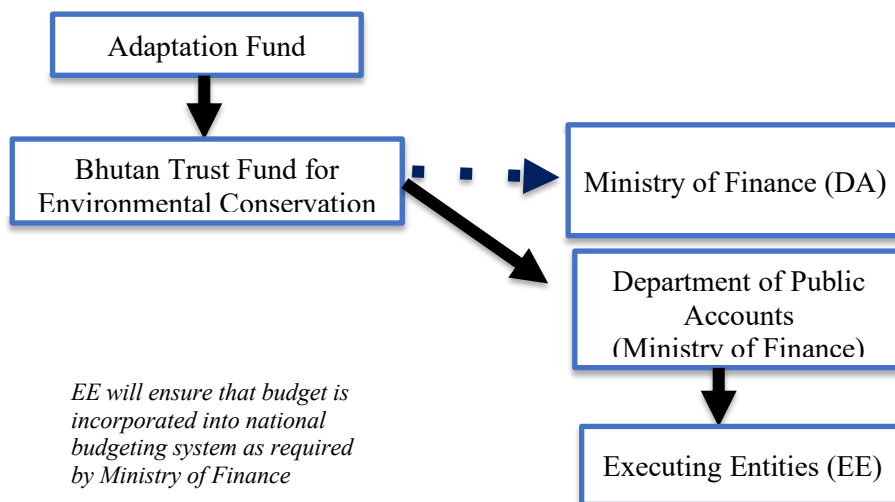 Adaptation Fund
Bhutan Trust Fund for
Environmental Conservation
Ministry of Finance (DA)
Department of Public
Accounts
(Ministry of Finance)
EE will ensure that budget is
incorporated into national
budgeting system as required
by Ministry of Finance
Executing Entities (EE)